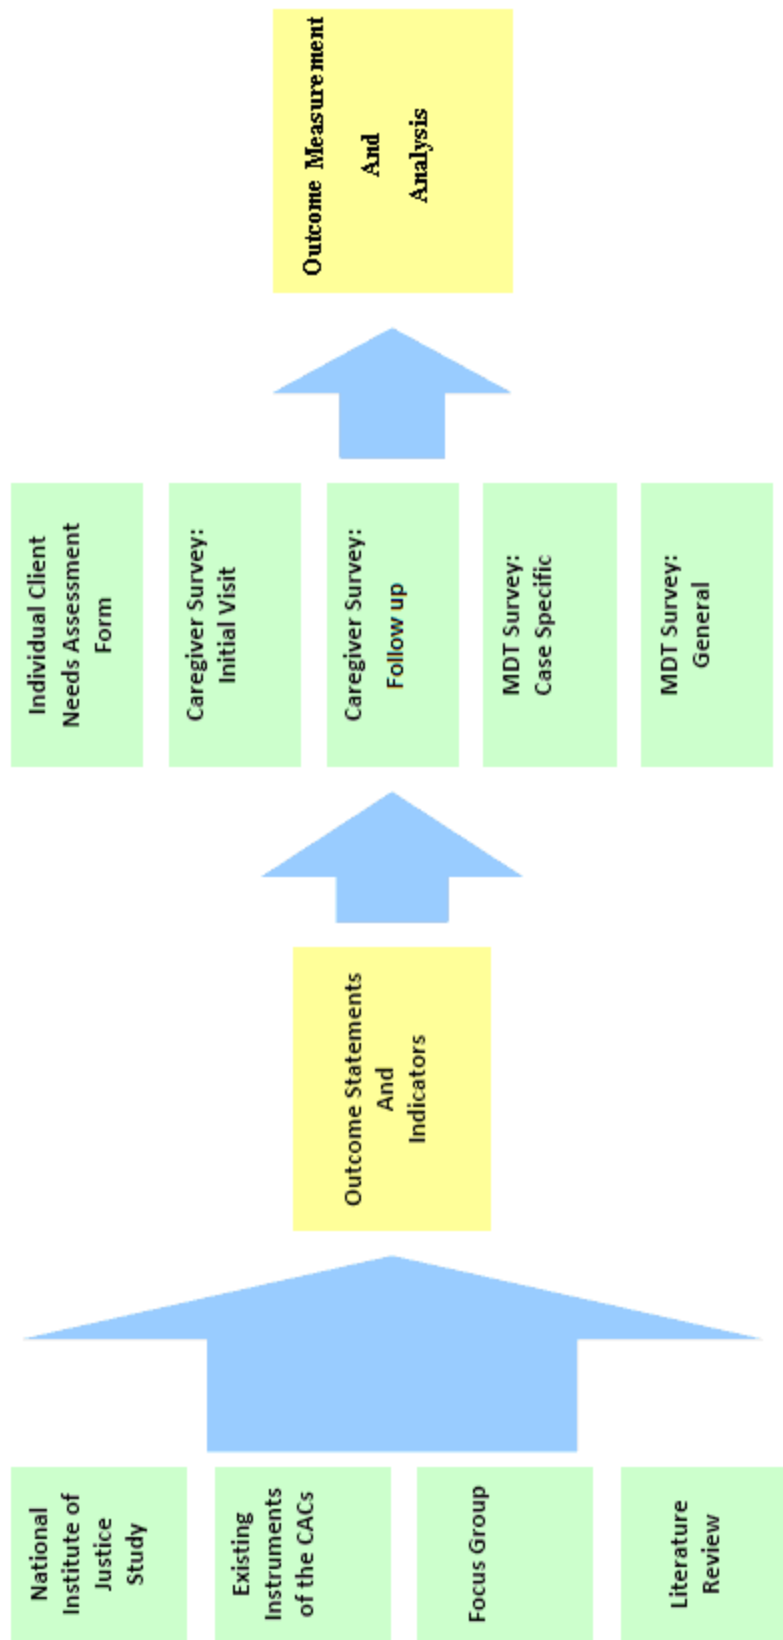 National
Institute of
Justice
Study
Existing
Instruments
of the CACs
Focus Group
Literature
Review
Outcome Statements
And
Indicators
Individual Client
Needs Assessment
Form
Caregiver Survey:
Initial Visit
Caregiver Survey:
Follow up
MDT Survey:
Case Specific
MDT Survey:
General
Outcome Measurement
And
Analysis